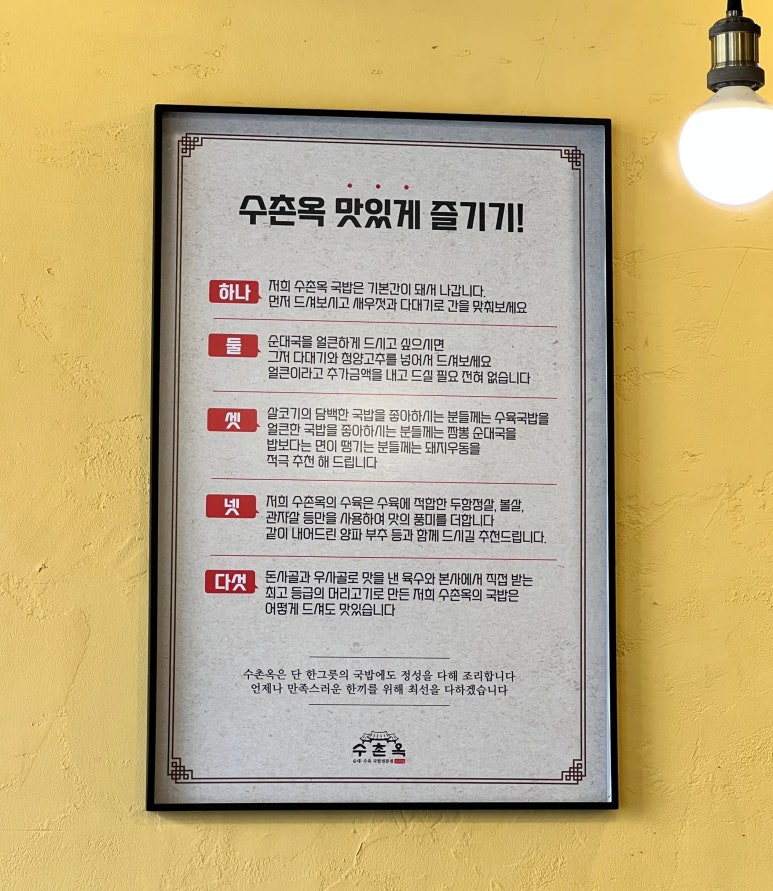 수촌옥 맛있게 즐기기!
하나
저희 수촌옥 국밥은 기본간이 돼서 나갑니다.
먼저 드셔보시고 새우젓과 다대기로 간을 맞춰보세요
둘
순대국을 얼큰하게 드시고 싶으시면
그저 다대기와 청양고추를 넣어서 드셔보세요
얼큰이라고 추가금액을 내고 드실 필요 전혀 없습니다
셋
살코기의 담백한 국밥을 좋아하시는 분들께는 수육국밥을
얼큰한 국밥을 좋아하시는 분들께는 짬뽕 순대국을
밥보다는 면이 땡기는 분들께는 돼지우동을
적극 추천 해 드립니다
넷
저희 수촌옥의 수육은 수육에 적합한 두항정살, 볼살,
관자살 등만을 사용하여 맛의 풍미를 더합니다
같이 내어드린 양파 부추 등과 함께 드시길 추천드립니다.
다섯
돈사골과 우사골로 맛을 낸 육수와 본사에서 직접 받는
최고 등급의 머리고기로 만든 저희 수촌옥의 국밥은
어떻게 드셔도 맛있습니다
수촌옥은 단 한그릇의 국밥에도 정성을 다해 조리합니다
언제나 만족스러운 한끼를 위해 최선을 다하겠습니다
수촌옥
순대·수육 국밥전문점